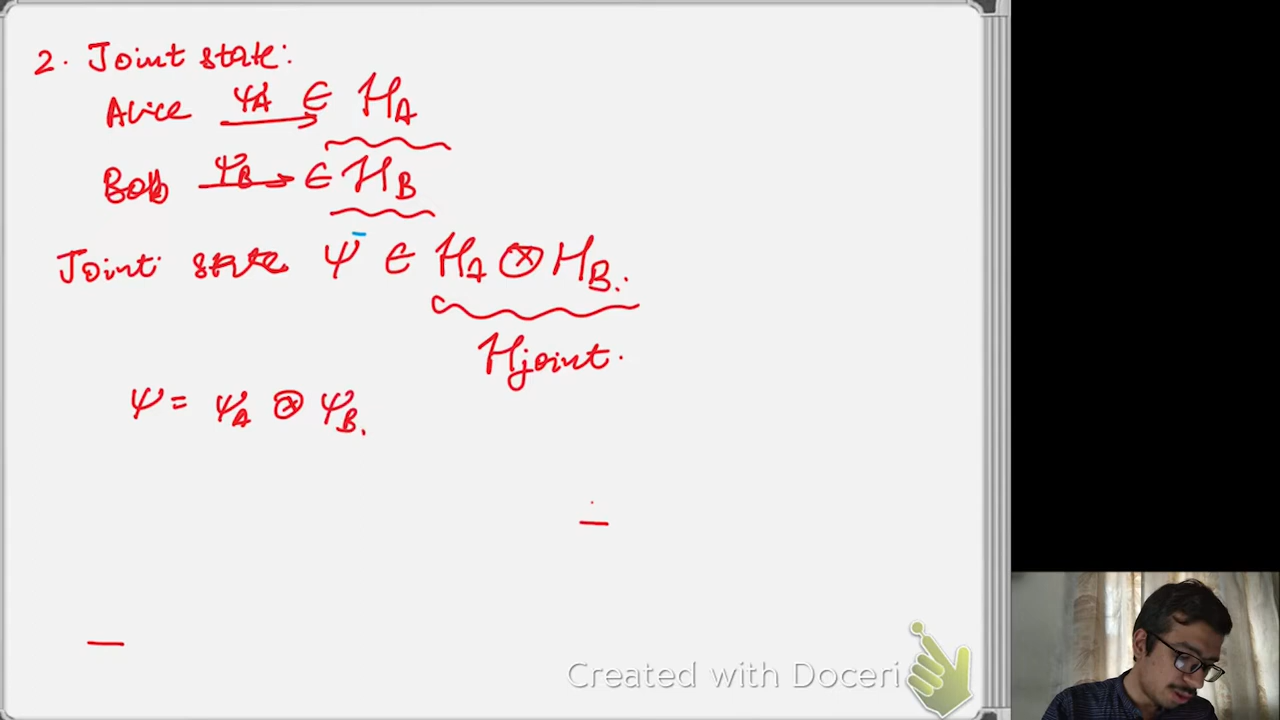 2. Joint state:
Alice ΨA → ∈ HA
Bob ΨB → ∈ HB
Joint state Ψ ∈ HA ⊗ HB.
Hjoint.
Ψ = ΨA ⊗ ΨB.
Created with Doceri